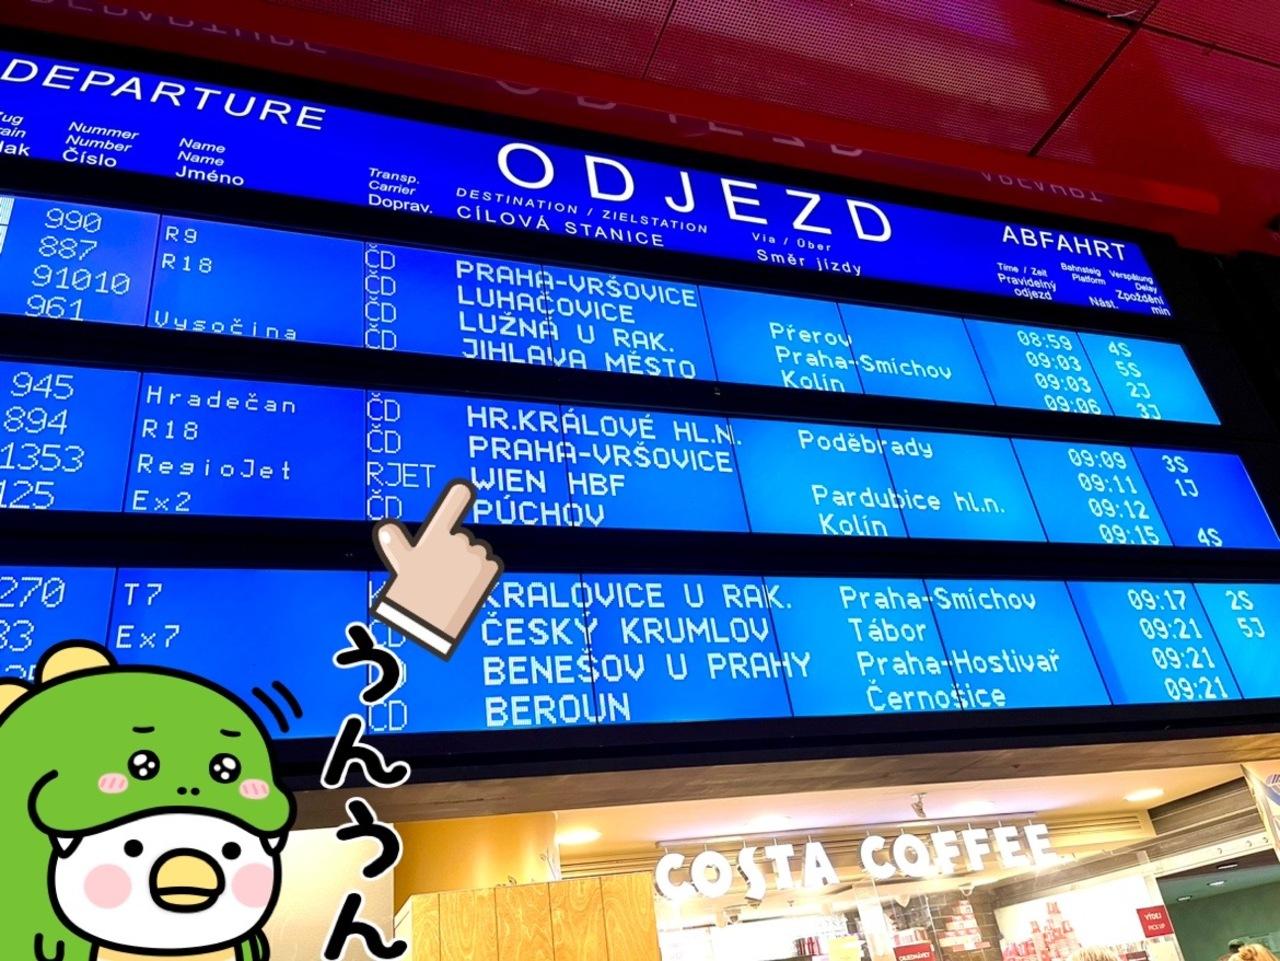 DEPARTURE
ODJEZD
ABFAHRT
Nummer
Number
Číslo
Name
Name
Jméno
Transp.
Carrier
Doprav.
DESTINATION / ZIELSTATION
CÍLOVÁ STANICE
Via / Über
Směr jízdy
Time / Zeit
Pravidelný
odjezd
Bahnsteig
Platform
Nást.
Verspätung
Delay
Zpoždění
min
990 R9 ČD PRAHA-VRŠOVICE 08:59 4S
887 R18 ČD LUHAČOVICE Přerov 09:03 5S
91010 ČD LUŽNÁ U RAK. Praha-Smíchov 09:03 2J
961 Vysočina ČD JIHLAVA MĚSTO Kolín 09:06 3J
945 Hradečan ČD HR.KRÁLOVÉ HL.N. Poděbrady 09:09 3S
894 R18 ČD PRAHA-VRŠOVICE 09:11 1J
1353 RegioJet RJET WIEN HBF Pardubice hl.n. 09:12
125 Ex2 ČD PÚCHOV Kolín 09:15 4S
270 T7 KRALOVICE U RAK. Praha-Smíchov 09:17 2S
Ex7 ČD ČESKÝ KRUMLOV Tábor 09:21 5J
BENEŠOV U PRAHY Praha-Hostivař 09:21
ČD BEROUN Černošice 09:21
うんうん
COSTA COFFEE
VÝDEJ
PICK UP
OBJEDNÁVKY